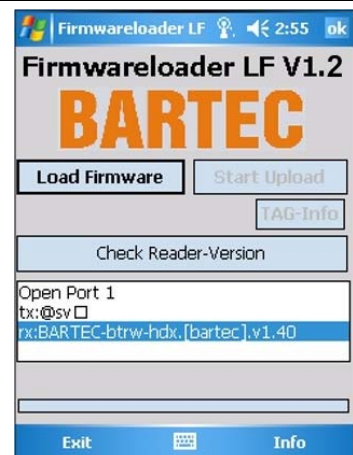 Firmwareloader LF 2:55 ok
Firmwareloader LF V1.2
BARTEC
Load Firmware Start Upload
TAG-Info
Check Reader-Version
Open Port 1
tx:@sv□
rx:BARTEC-btrw-hdx.[bartec].v1.40
Exit Info